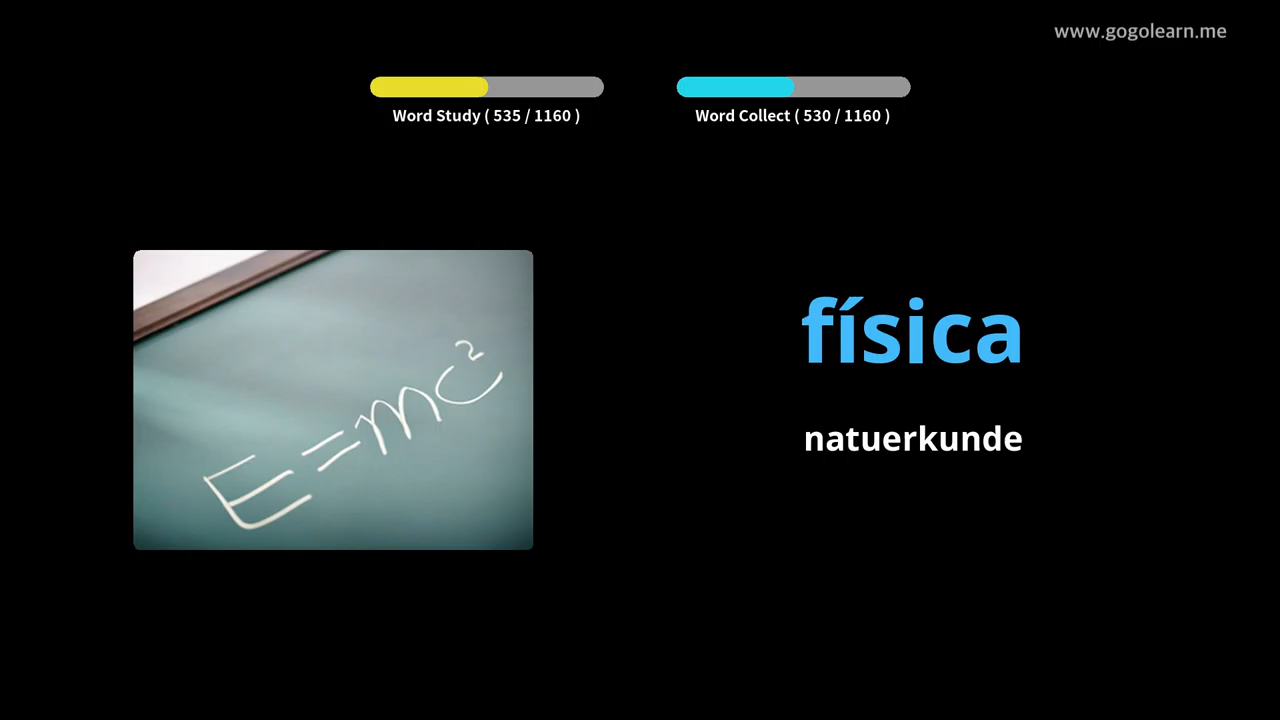 www.gogolearn.me
Word Study ( 535 / 1160 )
Word Collect ( 530 / 1160 )
E=mc²
física
natuerkunde